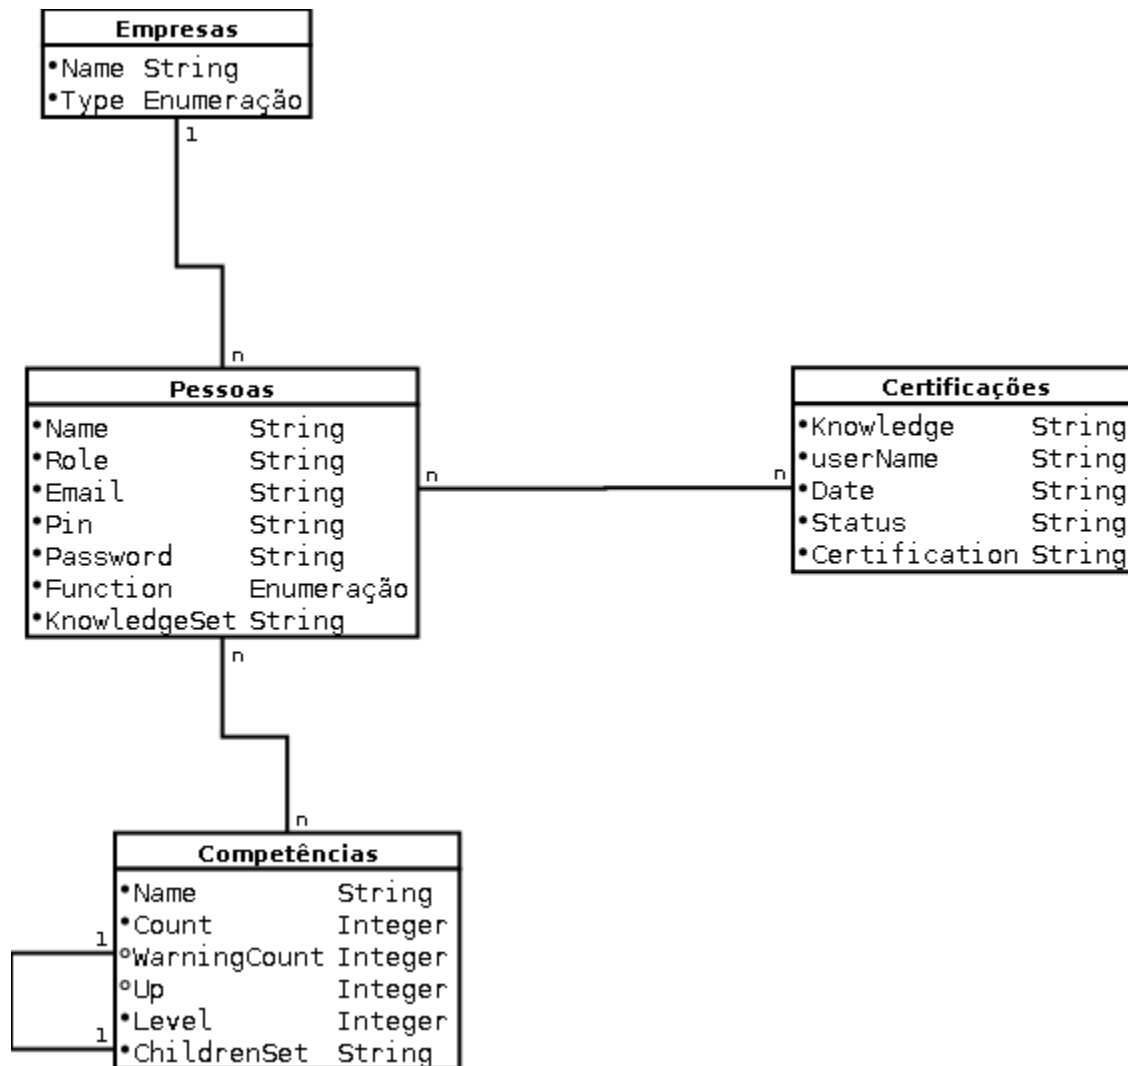 Empresas
•Name String
•Type Enumeração
1
n
Pessoas
•Name String
•Role String
•Email String
•Pin String
•Password String
•Function Enumeração
•KnowledgeSet String
n
n
Certificações
•Knowledge String
•userName String
•Date String
•Status String
•Certification String
n
n
Competências
•Name String
•Count Integer
1
◦WarningCount Integer
◦Up Integer
•Level Integer
1
•ChildrenSet String